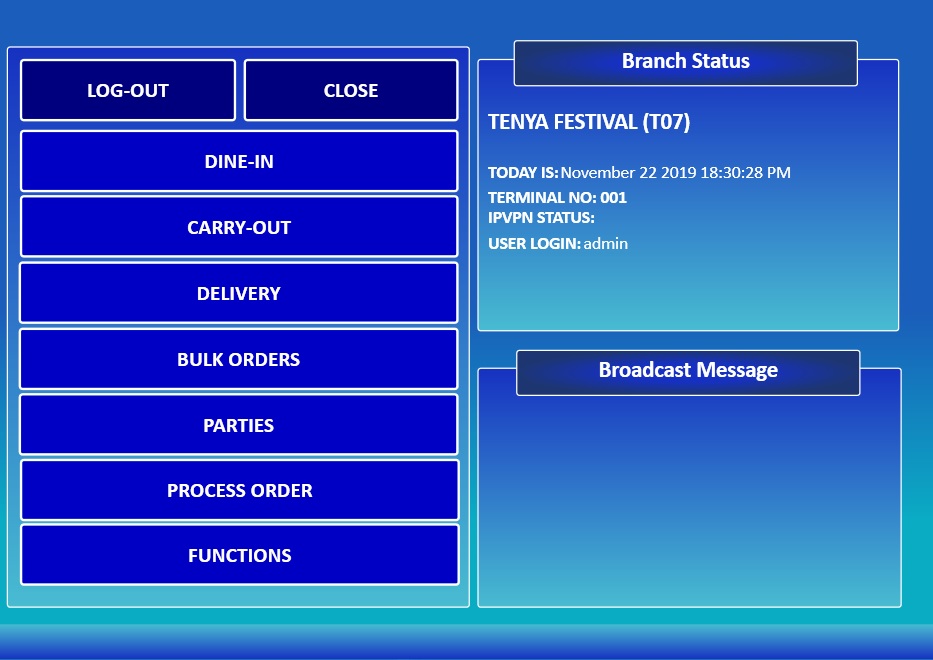 LOG-OUT
CLOSE
DINE-IN
CARRY-OUT
DELIVERY
BULK ORDERS
PARTIES
PROCESS ORDER
FUNCTIONS
Branch Status
TENYA FESTIVAL (T07)
TODAY IS: November 22 2019 18:30:28 PM
TERMINAL NO: 001
IPVPN STATUS:
USER LOGIN: admin
Broadcast Message